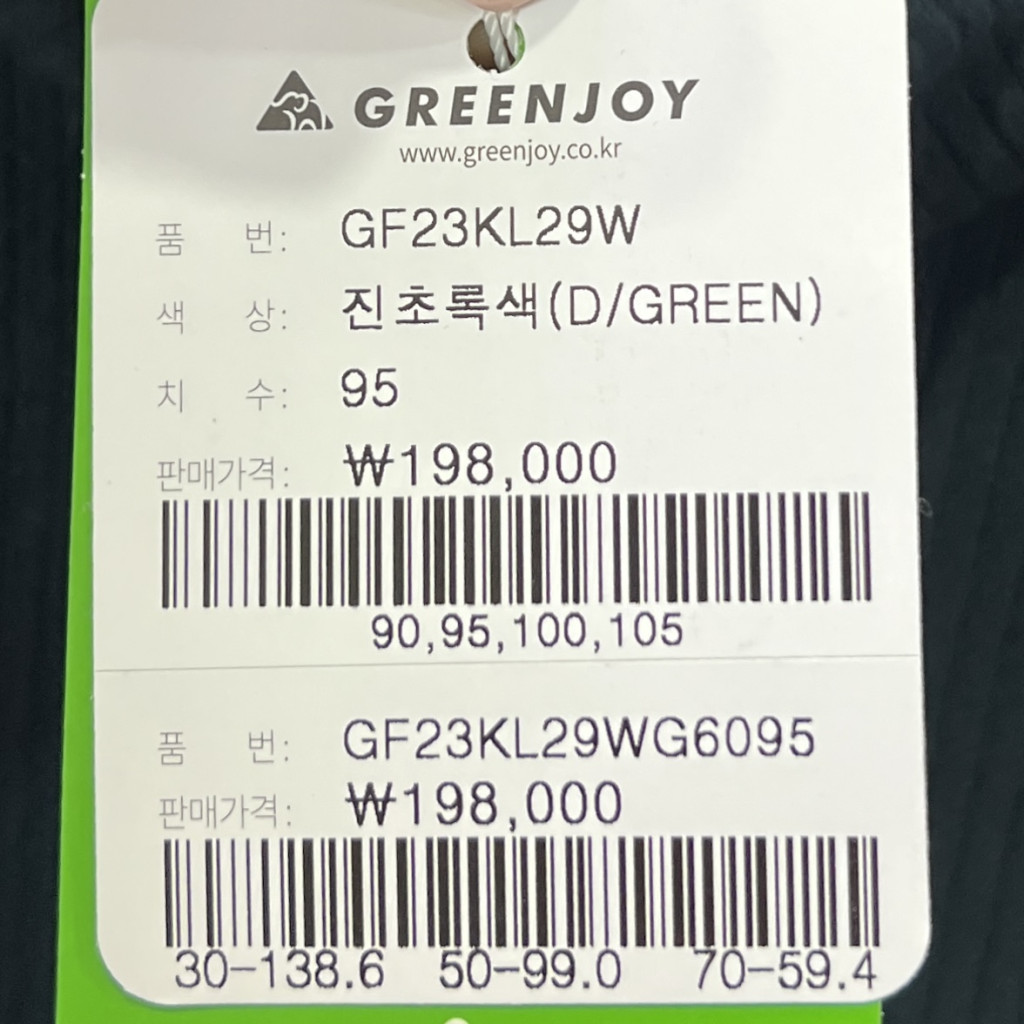 GREENJOY
www.greenjoy.co.kr
품 번: GF23KL29W
색 상: 진초록색(D/GREEN)
치 수: 95
판매가격: ₩198,000
90,95,100,105
품 번: GF23KL29WG6095
판매가격: ₩198,000
30-138.6 50-99.0 70-59.4